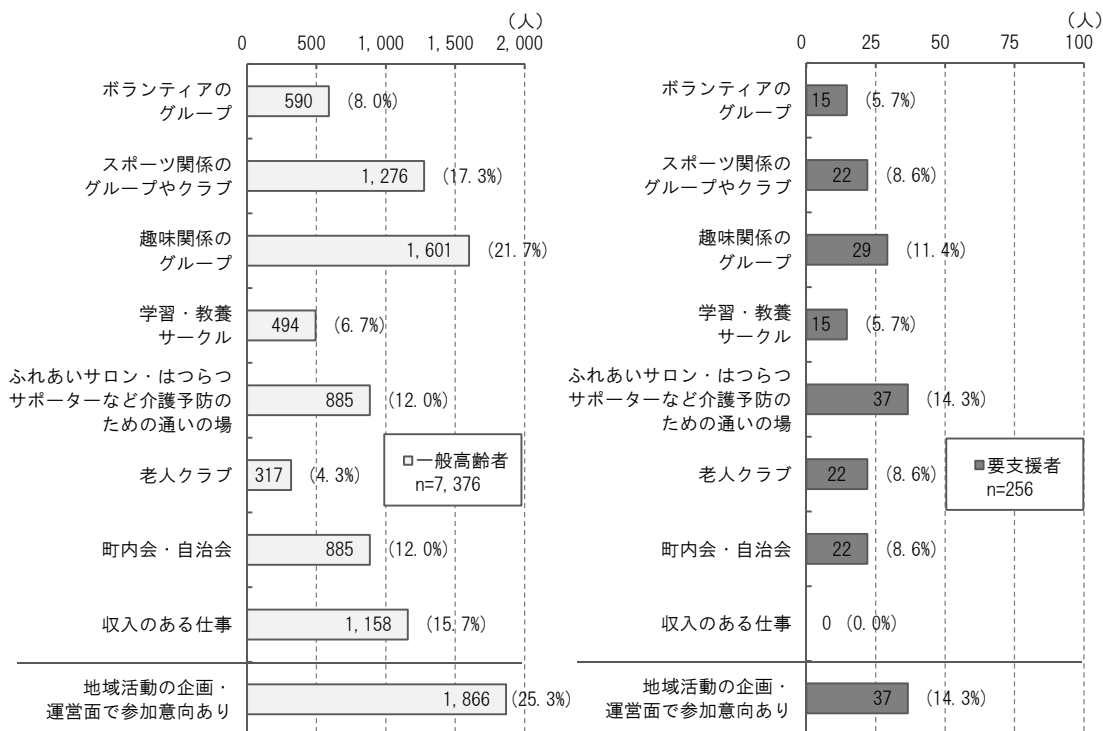 （人）
0 500 1,000 1,500 2,000
ボランティアの
グループ
590 (8.0%)
スポーツ関係の
グループやクラブ
1,276 (17.3%)
趣味関係の
グループ
1,601 (21.7%)
学習・教養
サークル
494 (6.7%)
ふれあいサロン・はつらつ
サポーターなど介護予防の
ための通いの場
885 (12.0%)
老人クラブ
317 (4.3%)
町内会・自治会
885 (12.0%)
収入のある仕事
1,158 (15.7%)
地域活動の企画・
運営面で参加意向あり
1,866 (25.3%)
一般高齢者
n=7,376
（人）
0 25 50 75 100
ボランティアの
グループ
15 (5.7%)
スポーツ関係の
グループやクラブ
22 (8.6%)
趣味関係の
グループ
29 (11.4%)
学習・教養
サークル
15 (5.7%)
ふれあいサロン・はつらつ
サポーターなど介護予防の
ための通いの場
37 (14.3%)
老人クラブ
22 (8.6%)
町内会・自治会
22 (8.6%)
収入のある仕事
0 (0.0%)
地域活動の企画・
運営面で参加意向あり
37 (14.3%)
要支援者
n=256